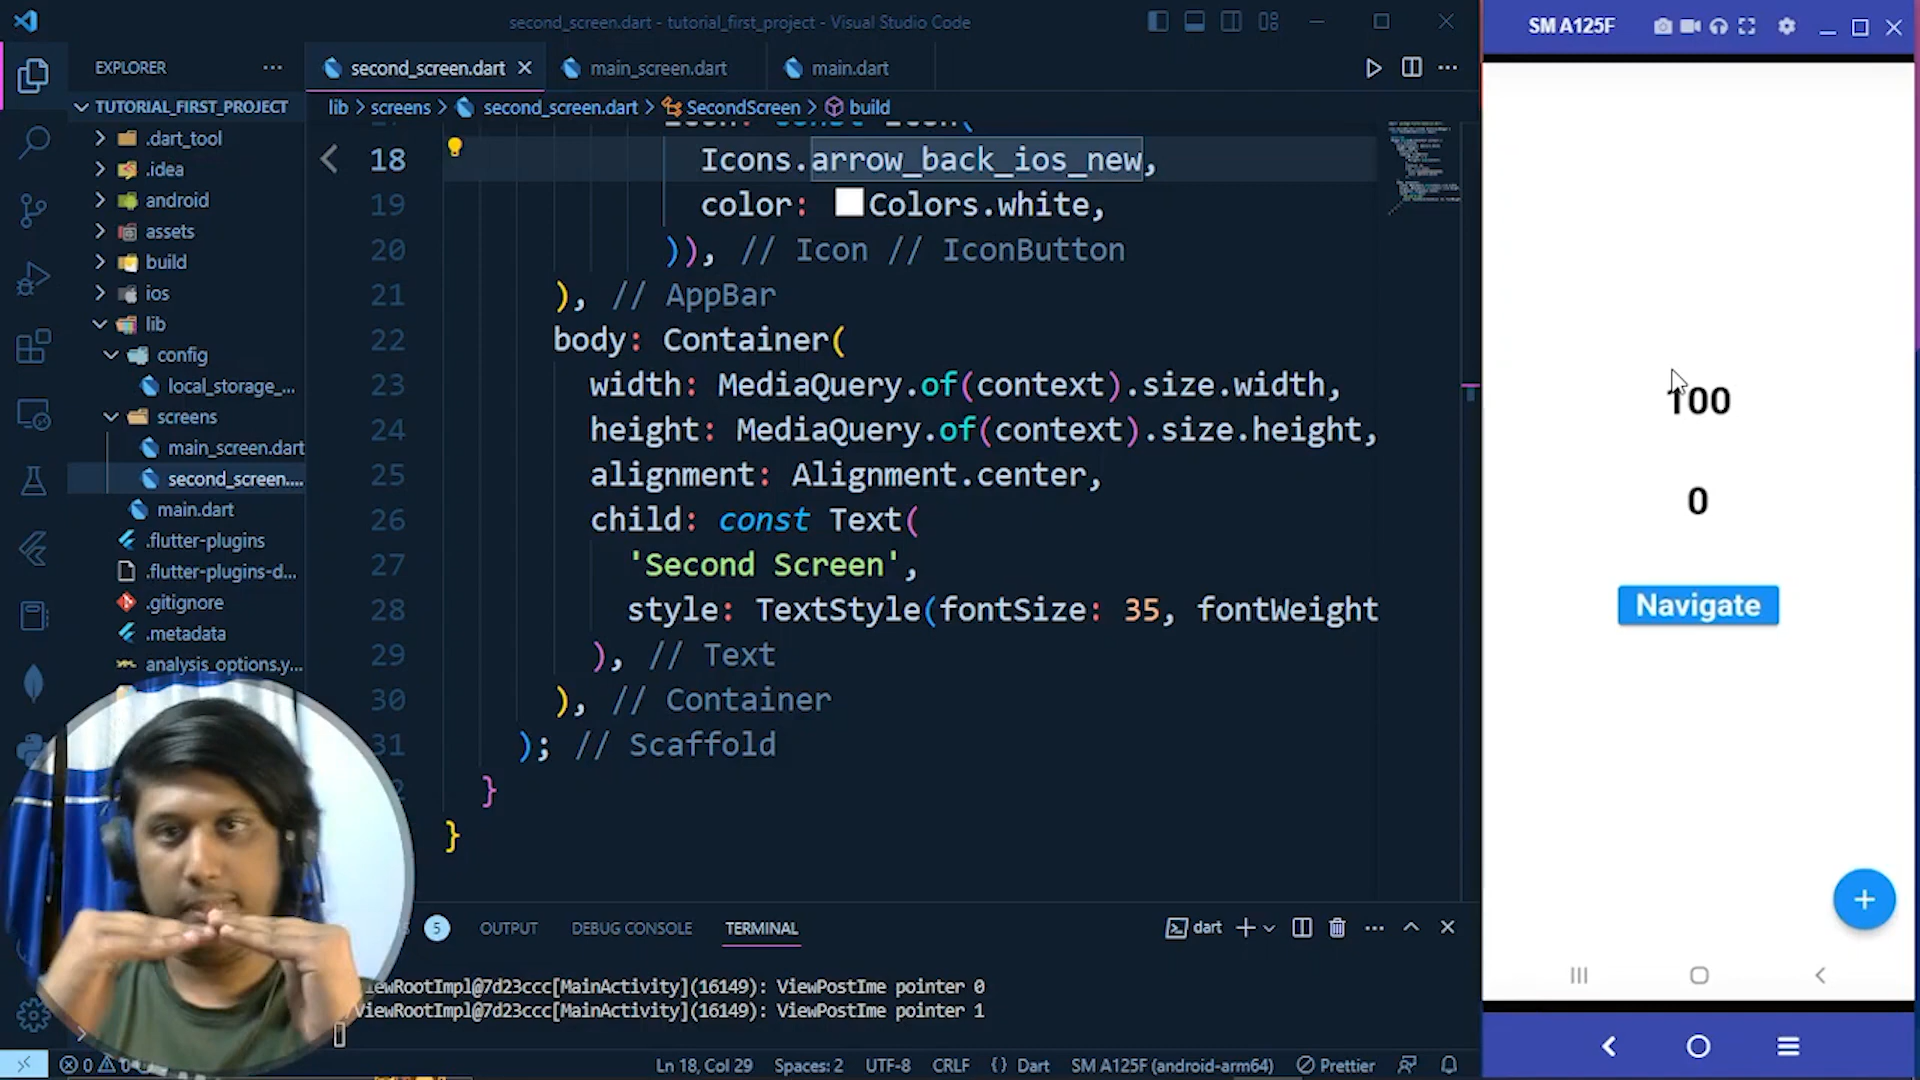 second_screen.dart - tutorial_first_project - Visual Studio Code
SM A125F
EXPLORER
second_screen.dart
main_screen.dart
main.dart
TUTORIAL_FIRST_PROJECT
lib > screens > second_screen.dart > SecondScreen > build
.dart_tool
.idea
android
assets
build
ios
lib
config
local_storage_...
screens
main_screen.dart
second_screen....
main.dart
.flutter-plugins
.flutter-plugins-d...
.gitignore
.metadata
analysis_options.y...
18 Icons.arrow_back_ios_new,
19 color: Colors.white,
20 )), // Icon // IconButton
21 ), // AppBar
22 body: Container(
23 width: MediaQuery.of(context).size.width,
24 height: MediaQuery.of(context).size.height,
25 alignment: Alignment.center,
26 child: const Text(
27 'Second Screen',
28 style: TextStyle(fontSize: 35, fontWeight
29 ), // Text
30 ), // Container
31 ); // Scaffold
}
}
100
0
Navigate
+
5 OUTPUT DEBUG CONSOLE TERMINAL
dart
ViewRootImpl@7d23ccc[MainActivity](16149): ViewPostIme pointer 0
ViewRootImpl@7d23ccc[MainActivity](16149): ViewPostIme pointer 1
0 0 Ln 18, Col 29 Spaces: 2 UTF-8 CRLF {} Dart SM A125F (android-arm64) Prettier